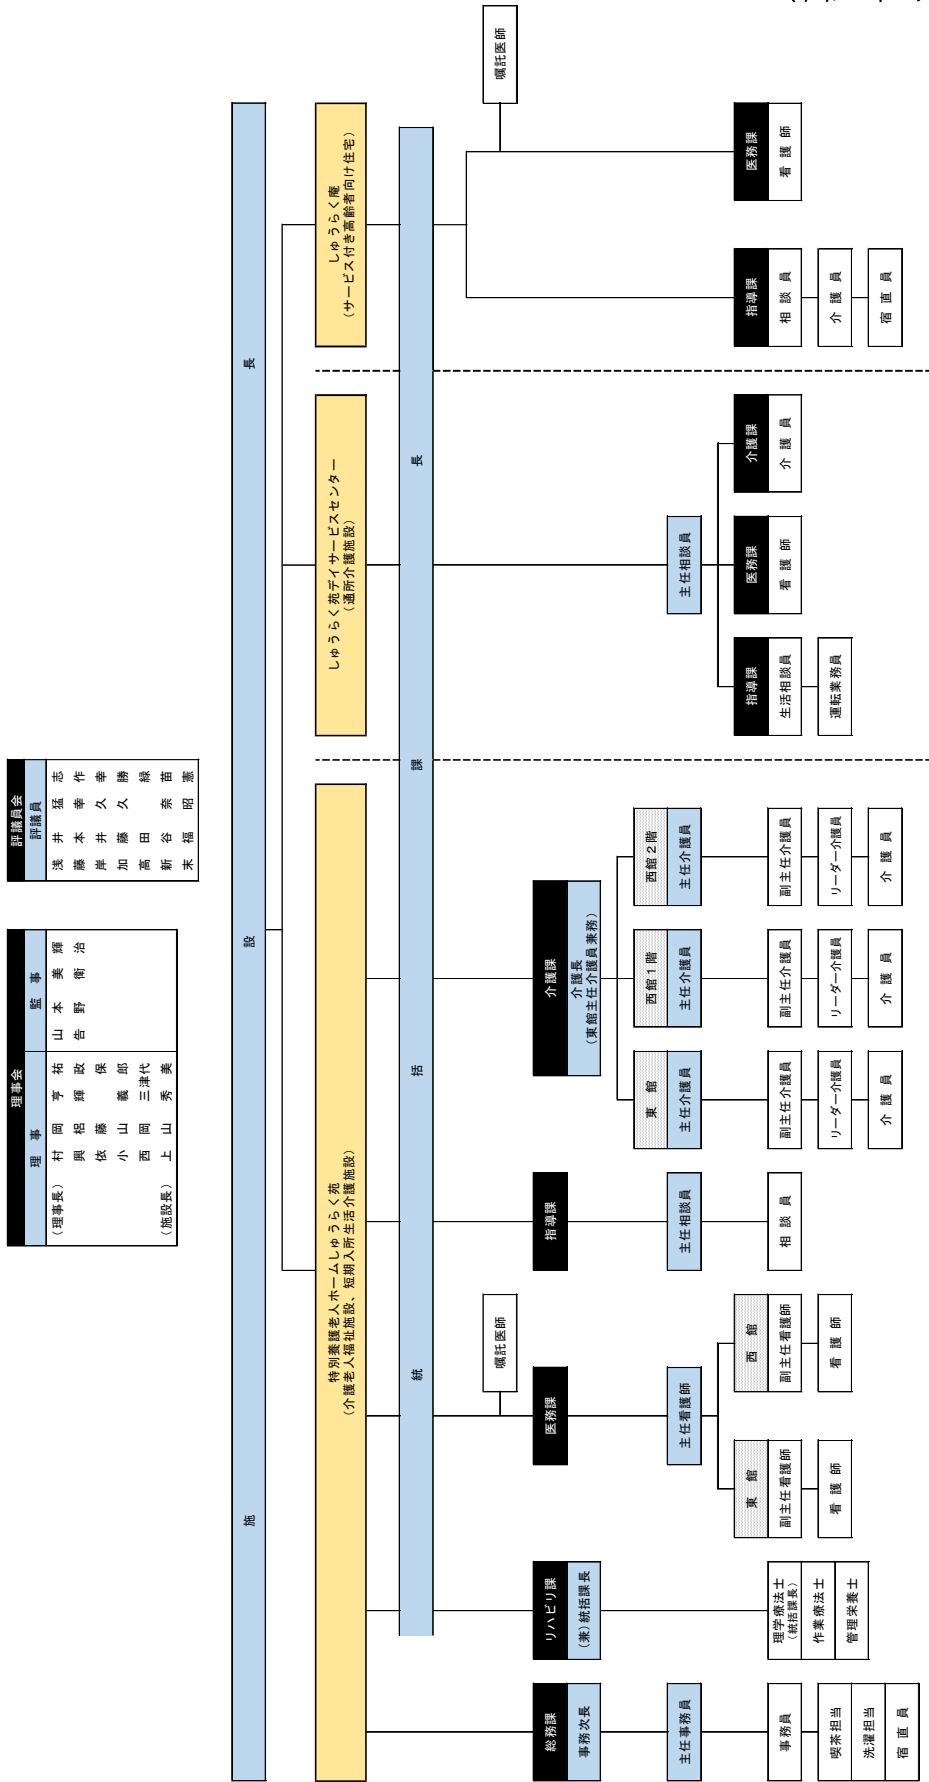 理事会
理事 監事
(理事長) 村岡亨祐 山本美輝
興梠輝政 告野衛治
依藤保
小山義郎
西岡三津代
(施設長) 上山秀美
評議員会
評議員
浅井猛志
藤本幸作
岸井久幸
加藤久勝
高田緑
新谷奈苗
末福昭憲
施設長
特別養護老人ホームしゅうらく苑
(介護老人福祉施設、短期入所生活介護施設)
しゅうらく苑デイサービスセンター
(通所介護施設)
しゅうらく庵
(サービス付き高齢者向け住宅)
統括課長
総務課
事務次長
主任事務員
事務員
喫茶担当
洗濯担当
宿直員
リハビリ課
(兼)統括課長
理学療法士
(統括課長)
作業療法士
管理栄養士
嘱託医師
医務課
主任看護師
東館
副主任看護師
看護師
西館
副主任看護師
看護師
指導課
主任相談員
相談員
介護課
介護長
(東館主任介護員兼務)
東館
主任介護員
副主任介護員
リーダー介護員
介護員
西館1階
主任介護員
副主任介護員
リーダー介護員
介護員
西館2階
主任介護員
副主任介護員
リーダー介護員
介護員
主任相談員
指導課
生活相談員
運転業務員
医務課
看護師
介護課
介護員
嘱託医師
指導課
相談員
介護員
宿直員
医務課
看護師